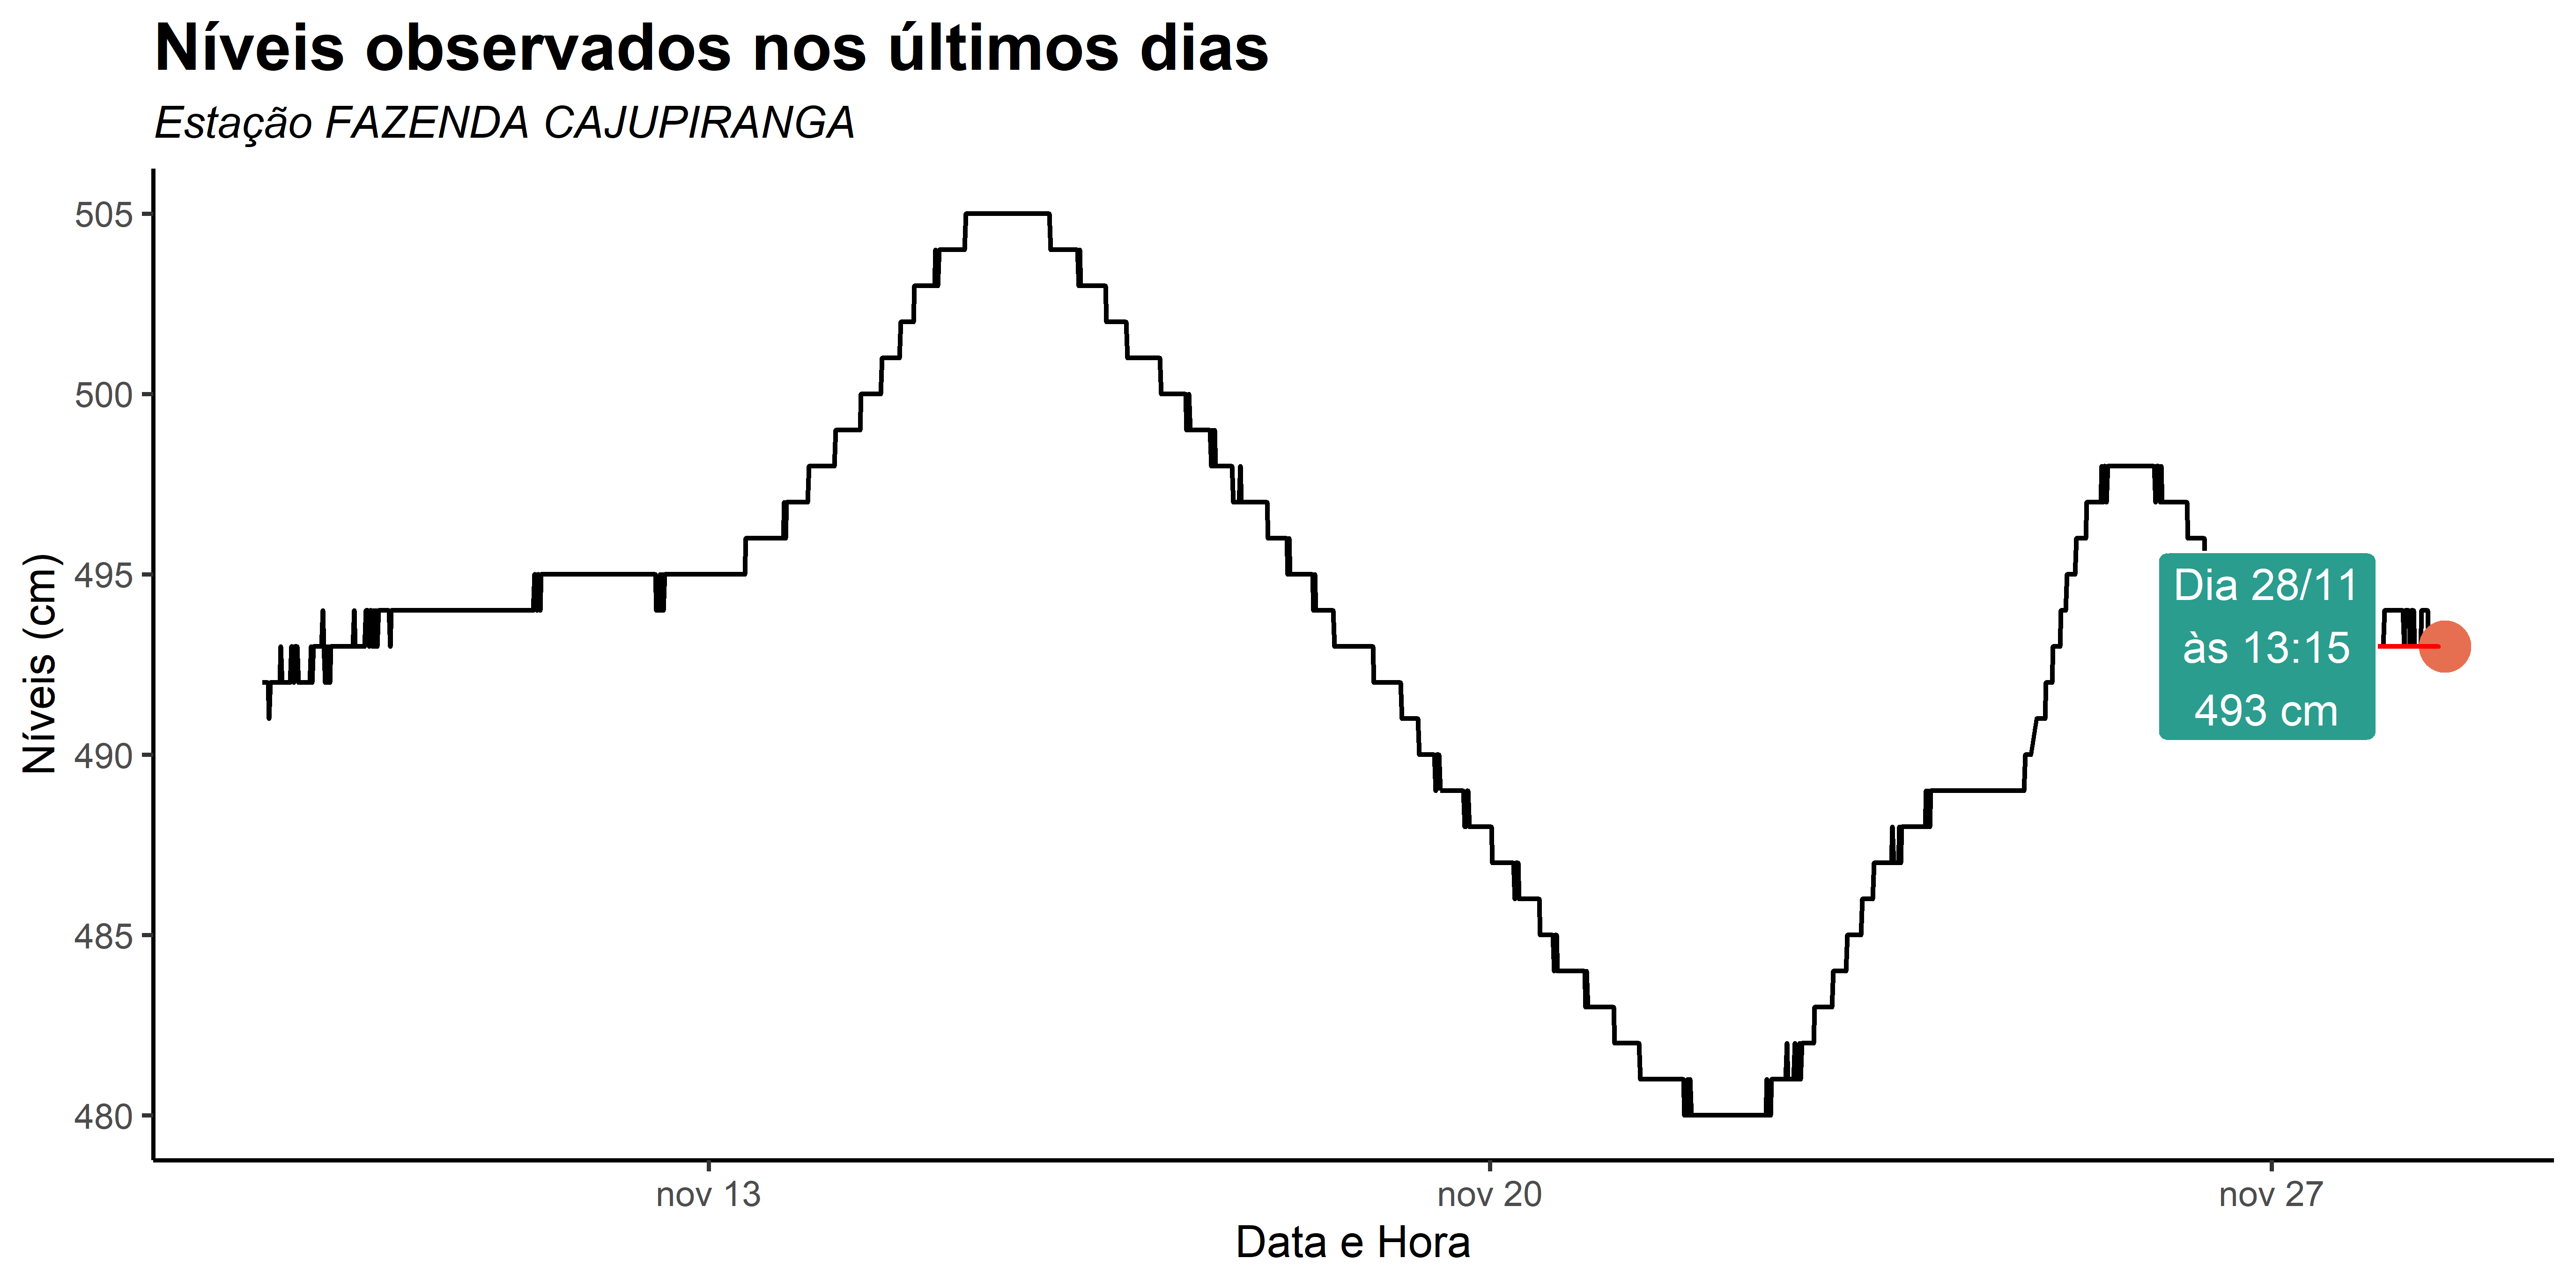 Níveis observados nos últimos dias
Estação FAZENDA CAJUPIRANGA
Níveis (cm)
505
500
495
490
485
480
Dia 28/11
às 13:15
493 cm
nov 13
nov 20
nov 27
Data e Hora